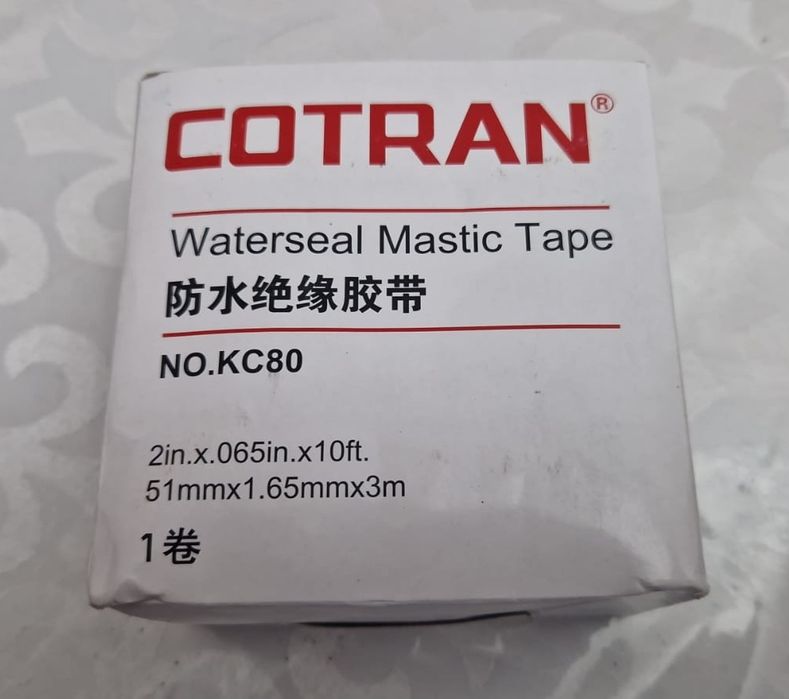 COTRAN®
Waterseal Mastic Tape
防水绝缘胶带
NO.KC80
2in.x.065in.x10ft.
51mmx1.65mmx3m
1卷